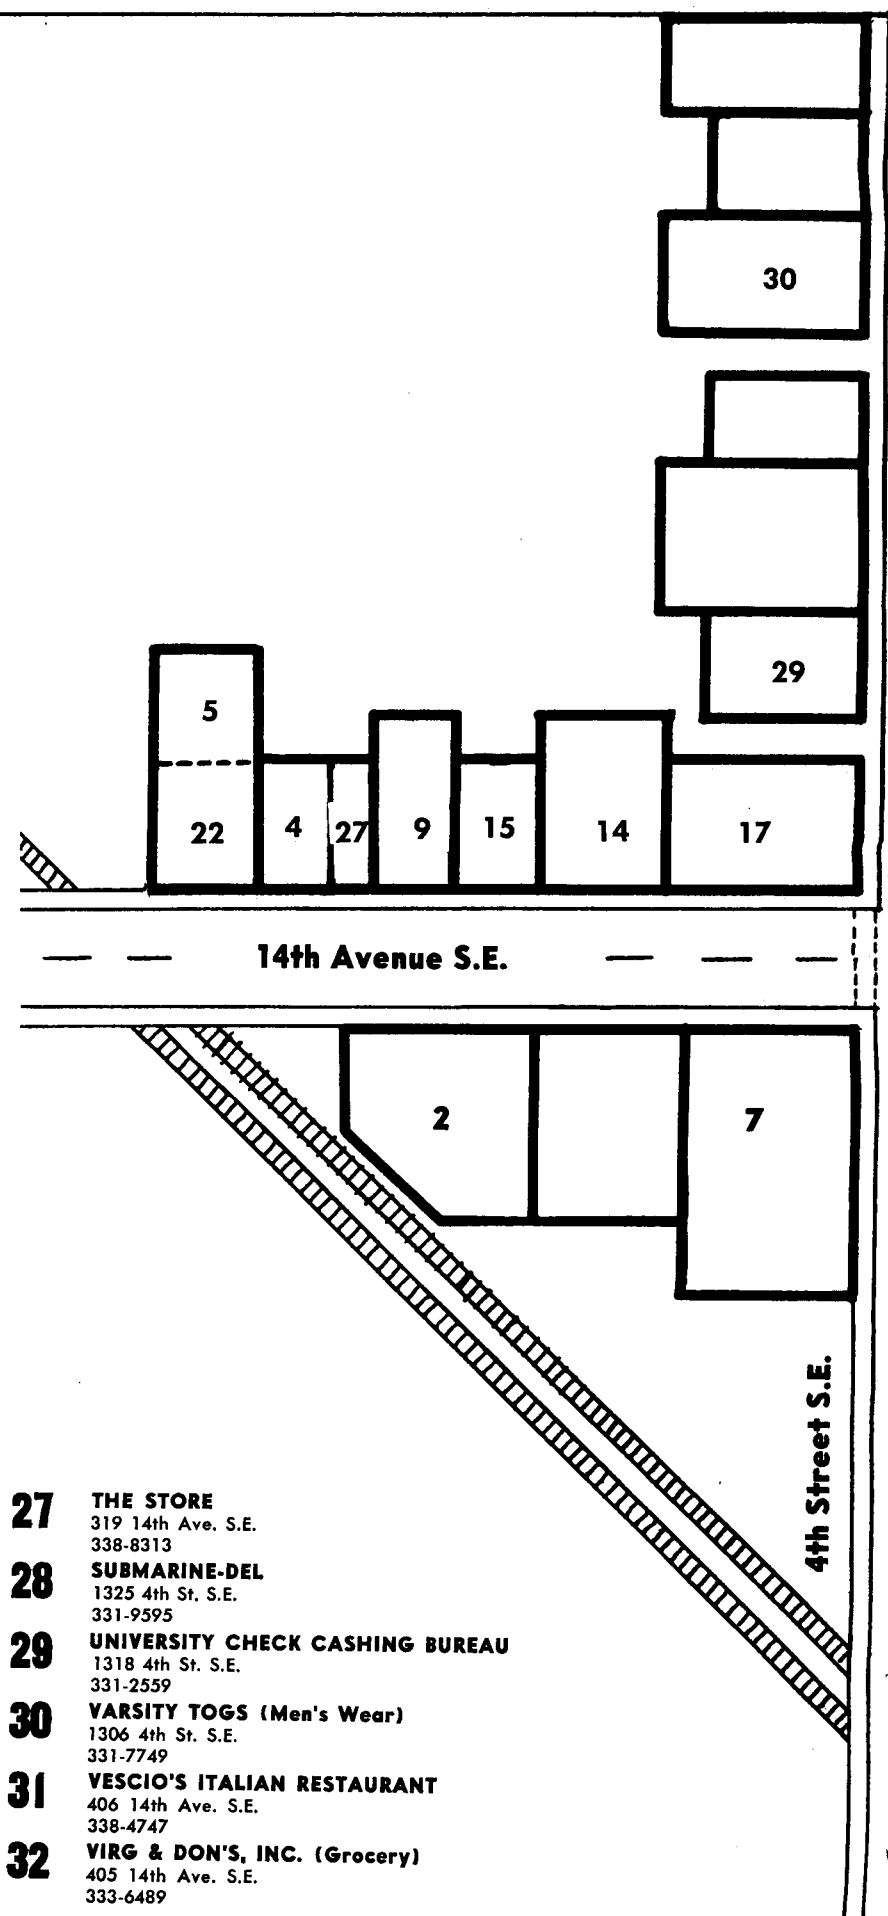 30
29
5
22
4
27
9
15
14
17
14th Avenue S.E.
2
7
4th Street S.E.
27 THE STORE
319 14th Ave. S.E.
338-8313
28 SUBMARINE-DEL
1325 4th St. S.E.
331-9595
29 UNIVERSITY CHECK CASHING BUREAU
1318 4th St. S.E.
331-2559
30 VARSITY TOGS (Men's Wear)
1306 4th St. S.E.
331-7749
31 VESCIO'S ITALIAN RESTAURANT
406 14th Ave. S.E.
338-4747
32 VIRG & DON'S, INC. (Grocery)
405 14th Ave. S.E.
333-6489